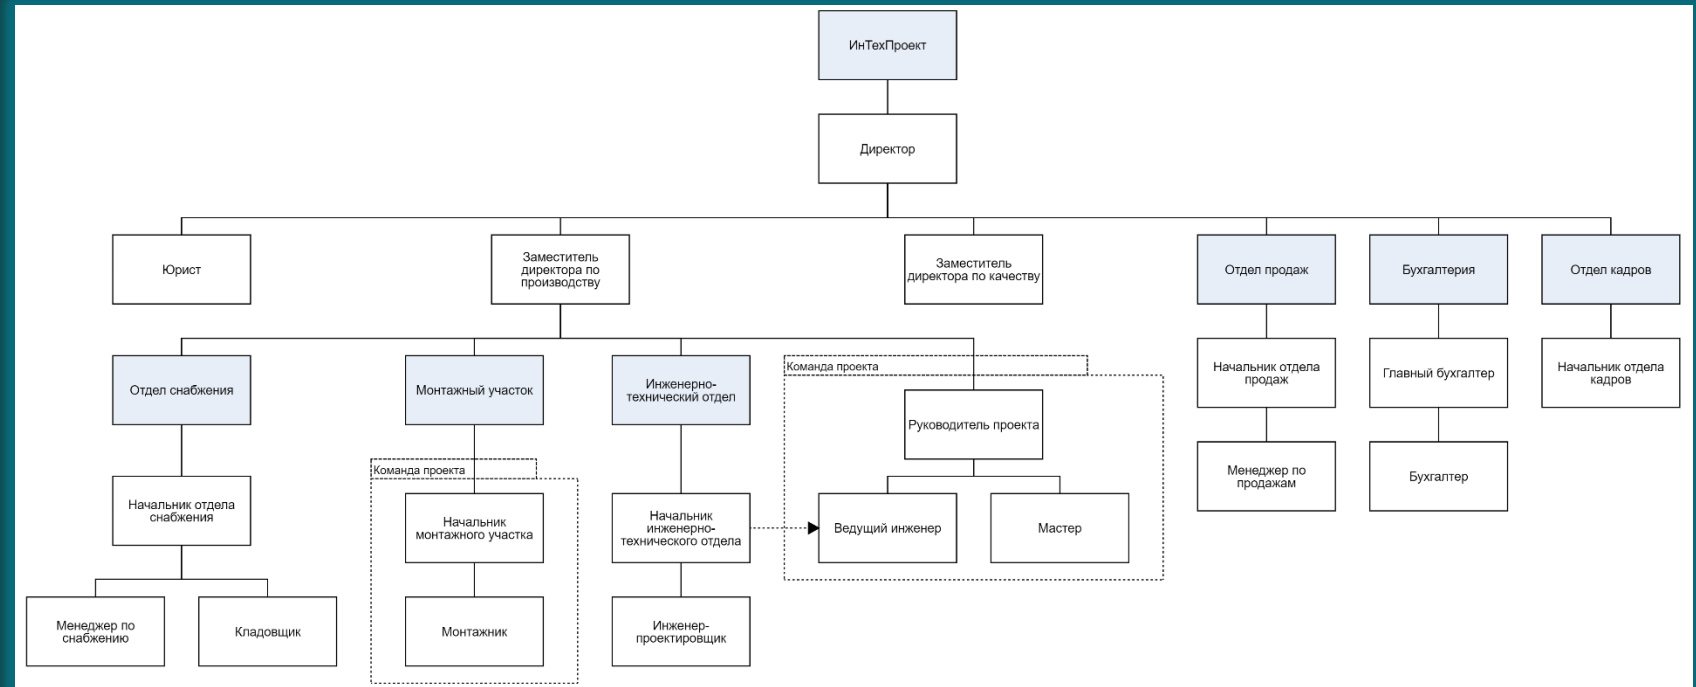 ИнТехПроект
Директор
Юрист
Заместитель
директора по
производству
Заместитель
директора по качеству
Отдел продаж
Бухгалтерия
Отдел кадров
Отдел снабжения
Монтажный участок
Инженерно-
технический отдел
Команда проекта
Руководитель проекта
Начальник отдела
продаж
Главный бухгалтер
Начальник отдела
кадров
Команда проекта
Менеджер по
продажам
Бухгалтер
Начальник отдела
снабжения
Начальник
монтажного участка
Начальник
инженерно-
технического отдела
Ведущий инженер
Мастер
Менеджер по
снабжению
Кладовщик
Монтажник
Инженер-
проектировщик